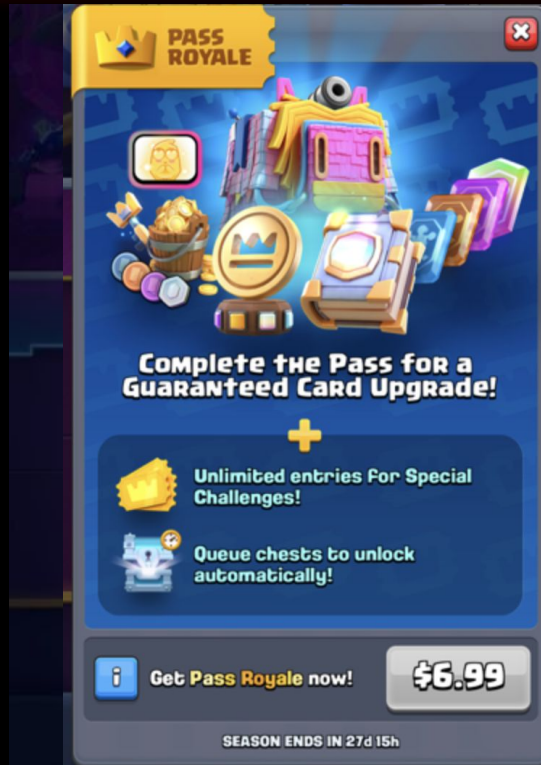 PASS
ROYALE
Complete the Pass for a
Guaranteed Card Upgrade!
Unlimited entries for Special
Challenges!
Queue chests to unlock
automatically!
Get Pass Royale now!
$6.99
SEASON ENDS IN 27d 15h